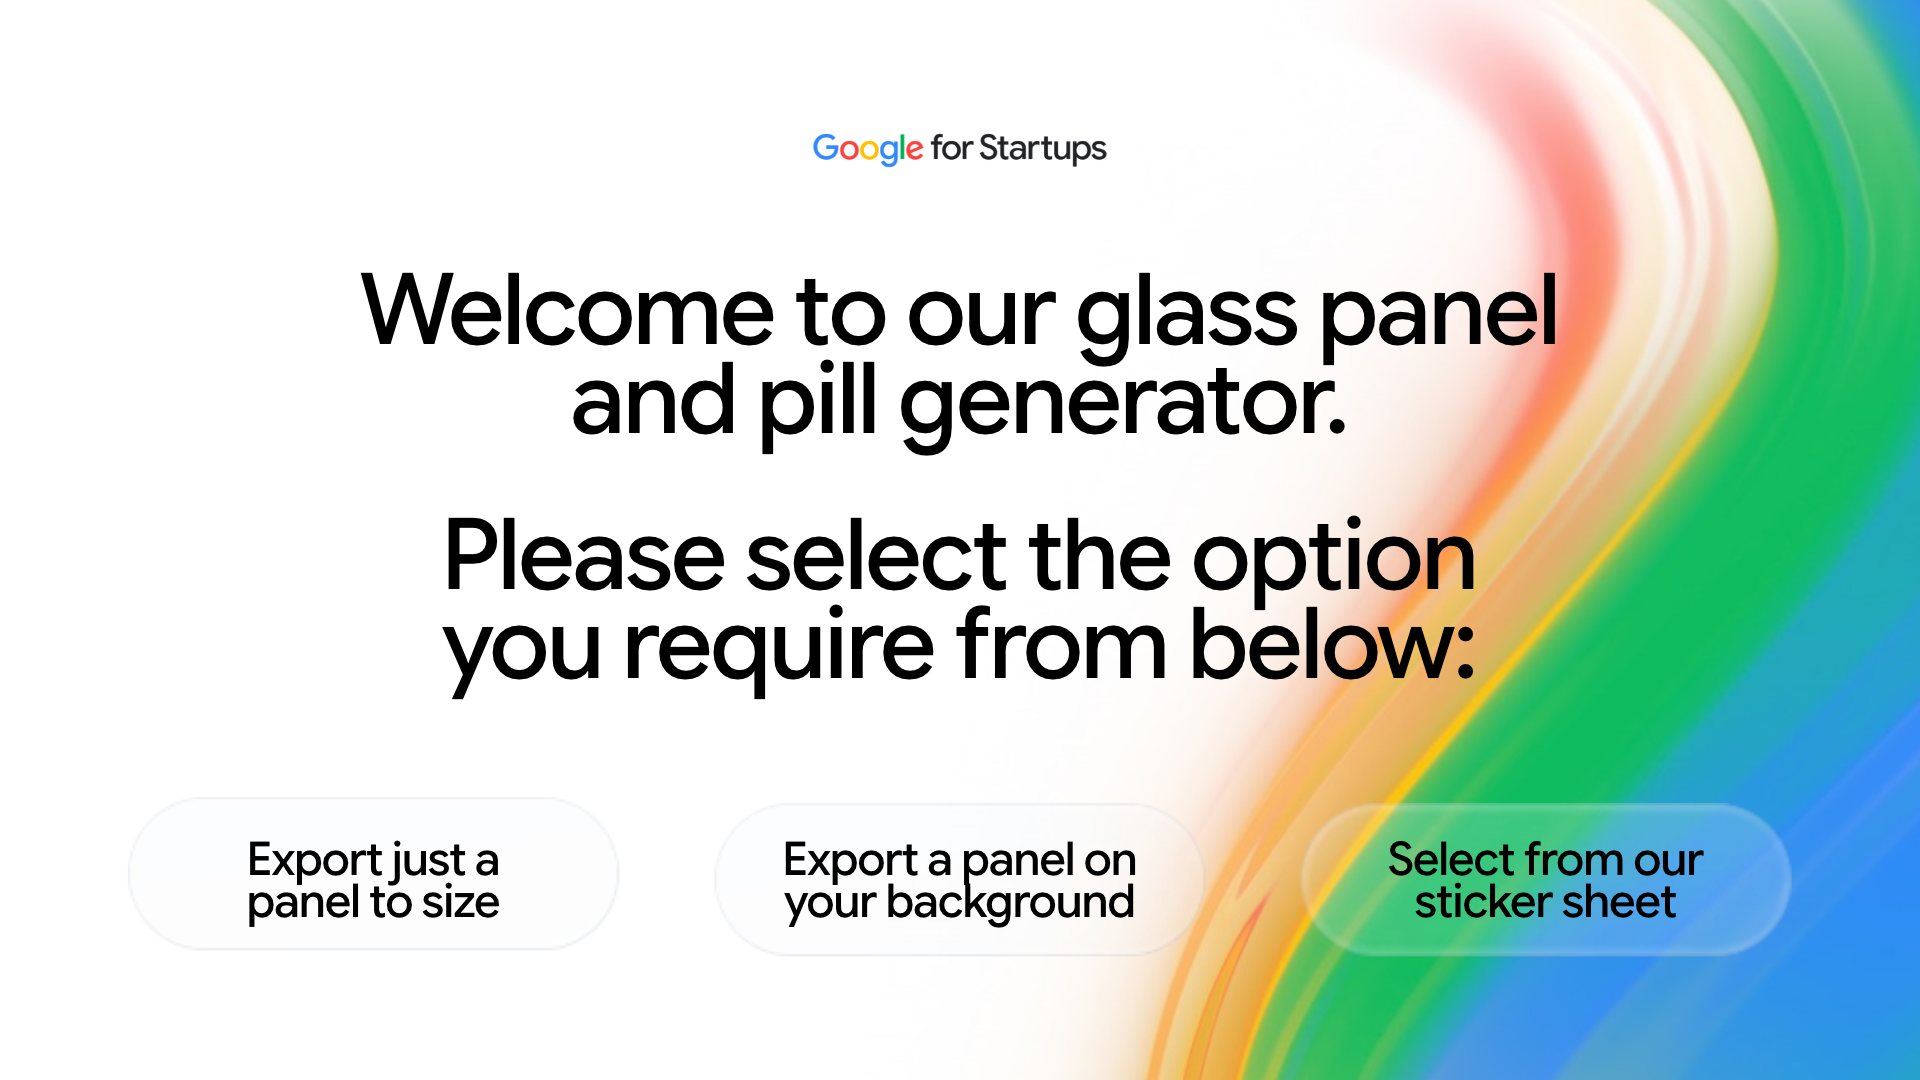 Google for Startups
Welcome to our glass panel
and pill generator.
Please select the option
you require from below:
Export just a
panel to size
Export a panel on
your background
Select from our
sticker sheet